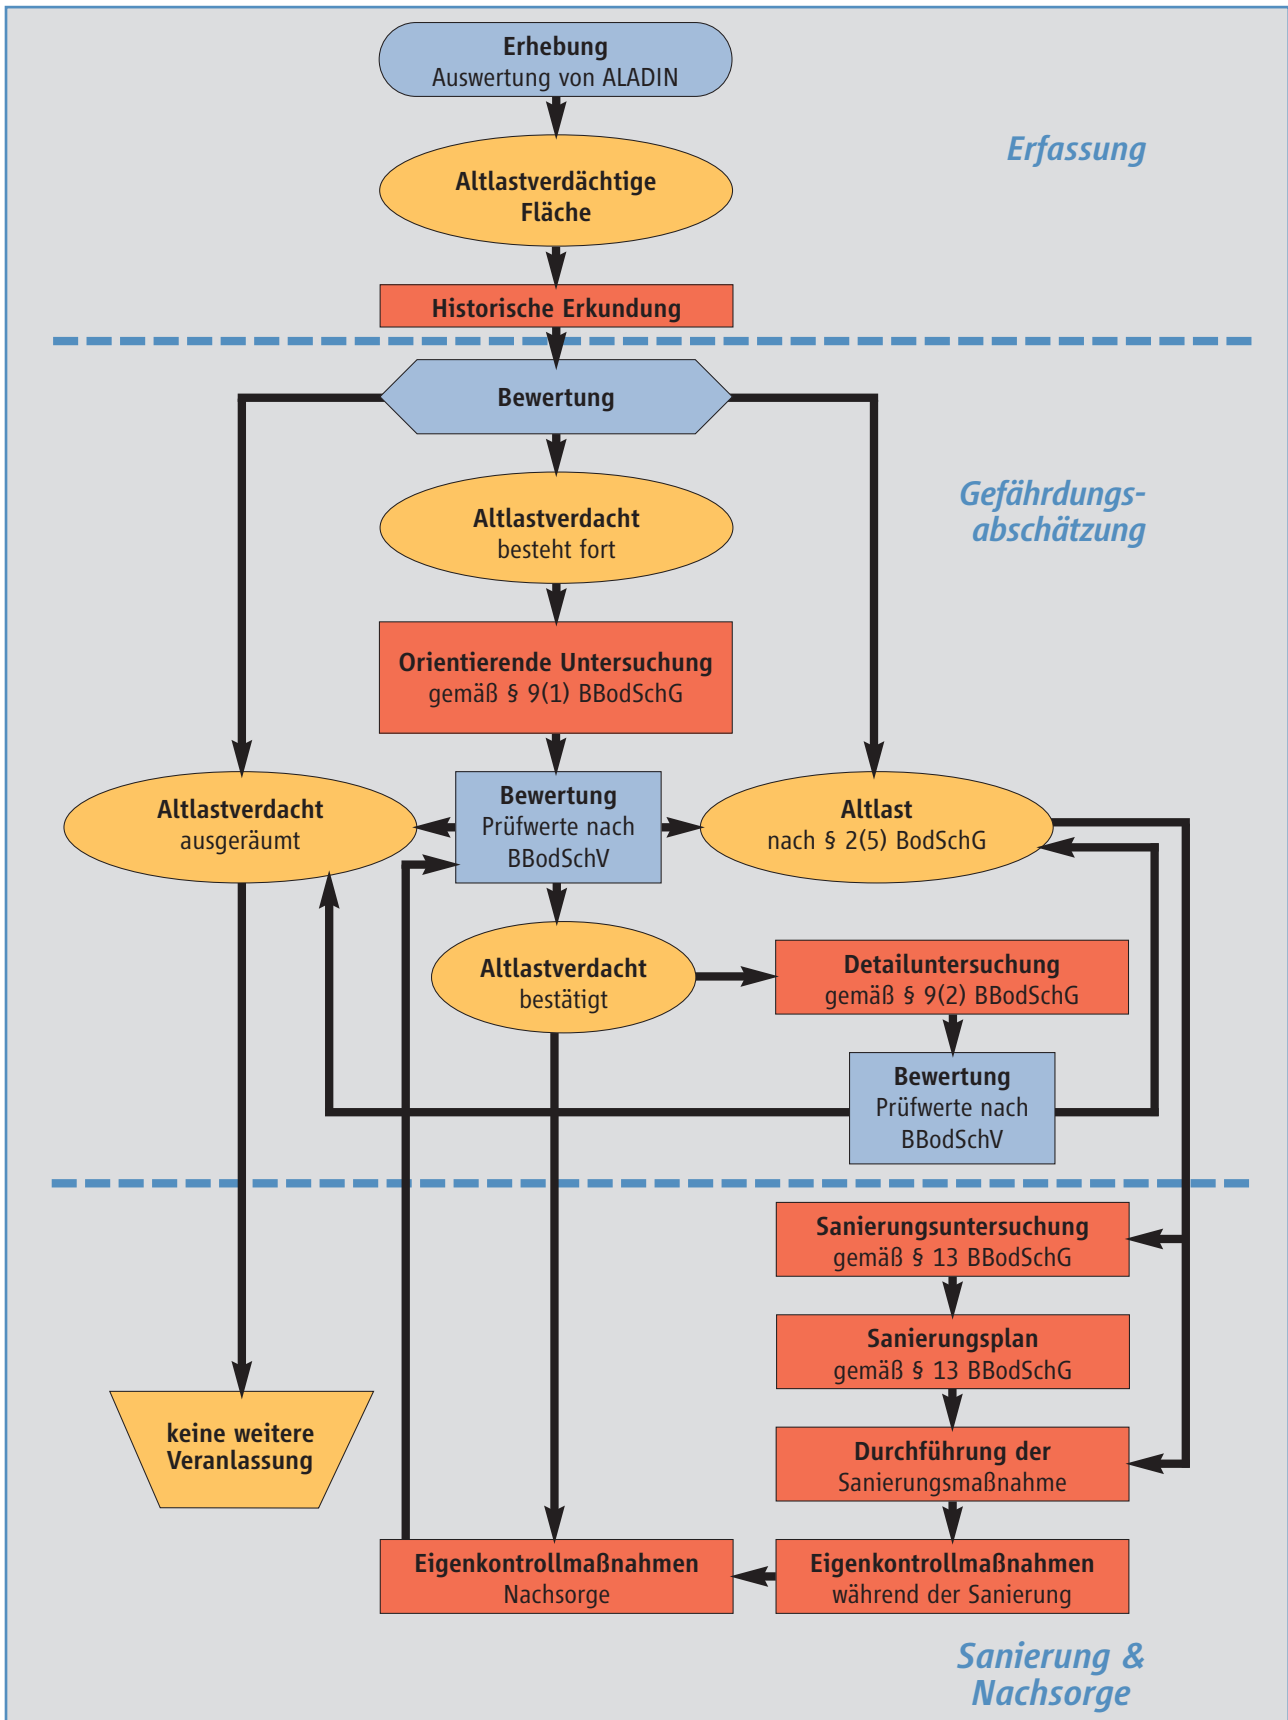 Erhebung
Auswertung von ALADIN
Erfassung
Altlastverdächtige
Fläche
Historische Erkundung
Bewertung
Gefährdungs-
abschätzung
Altlastverdacht
besteht fort
Orientierende Untersuchung
gemäß § 9(1) BBodSchG
Altlastverdacht
ausgeräumt
Bewertung
Prüfwerte nach
BBodSchV
Altlast
nach § 2(5) BodSchG
Altlastverdacht
bestätigt
Detailuntersuchung
gemäß § 9(2) BBodSchG
Bewertung
Prüfwerte nach
BBodSchV
Sanierungsuntersuchung
gemäß § 13 BBodSchG
Sanierungsplan
gemäß § 13 BBodSchG
keine weitere
Veranlassung
Durchführung der
Sanierungsmaßnahme
Eigenkontrollmaßnahmen
Nachsorge
Eigenkontrollmaßnahmen
während der Sanierung
Sanierung &
Nachsorge